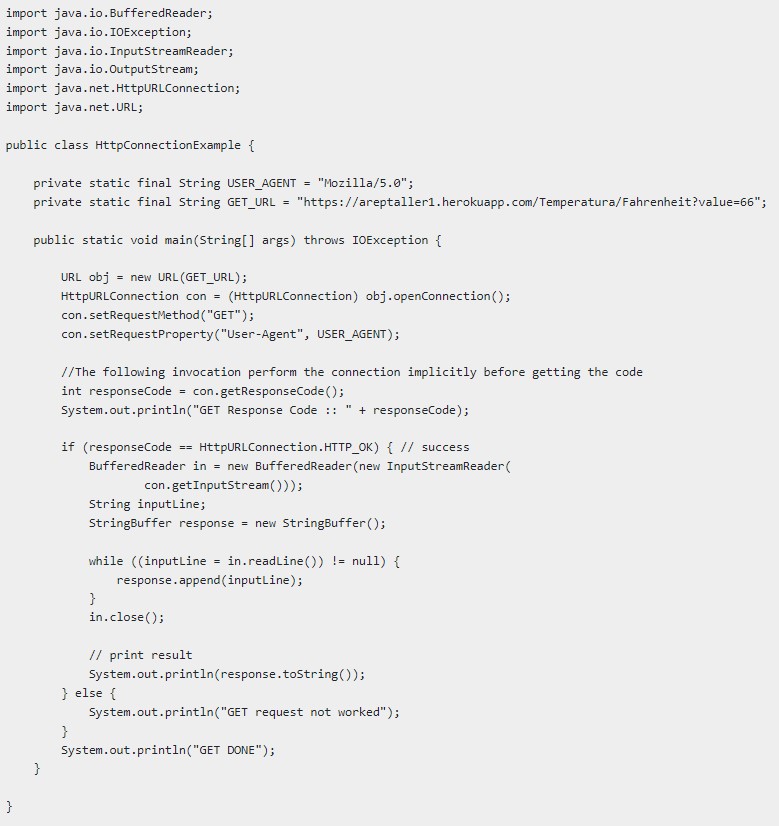 import java.io.BufferedReader;
import java.io.IOException;
import java.io.InputStreamReader;
import java.io.OutputStream;
import java.net.HttpURLConnection;
import java.net.URL;

public class HttpConnectionExample {

    private static final String USER_AGENT = "Mozilla/5.0";
    private static final String GET_URL = "https://areptaller1.herokuapp.com/Temperatura/Fahrenheit?value=66";

    public static void main(String[] args) throws IOException {

        URL obj = new URL(GET_URL);
        HttpURLConnection con = (HttpURLConnection) obj.openConnection();
        con.setRequestMethod("GET");
        con.setRequestProperty("User-Agent", USER_AGENT);

        //The following invocation perform the connection implicitly before getting the code
        int responseCode = con.getResponseCode();
        System.out.println("GET Response Code :: " + responseCode);

        if (responseCode == HttpURLConnection.HTTP_OK) { // success
            BufferedReader in = new BufferedReader(new InputStreamReader(
                    con.getInputStream()));
            String inputLine;
            StringBuffer response = new StringBuffer();

            while ((inputLine = in.readLine()) != null) {
                response.append(inputLine);
            }
            in.close();

            // print result
            System.out.println(response.toString());
        } else {
            System.out.println("GET request not worked");
        }
        System.out.println("GET DONE");
    }

}